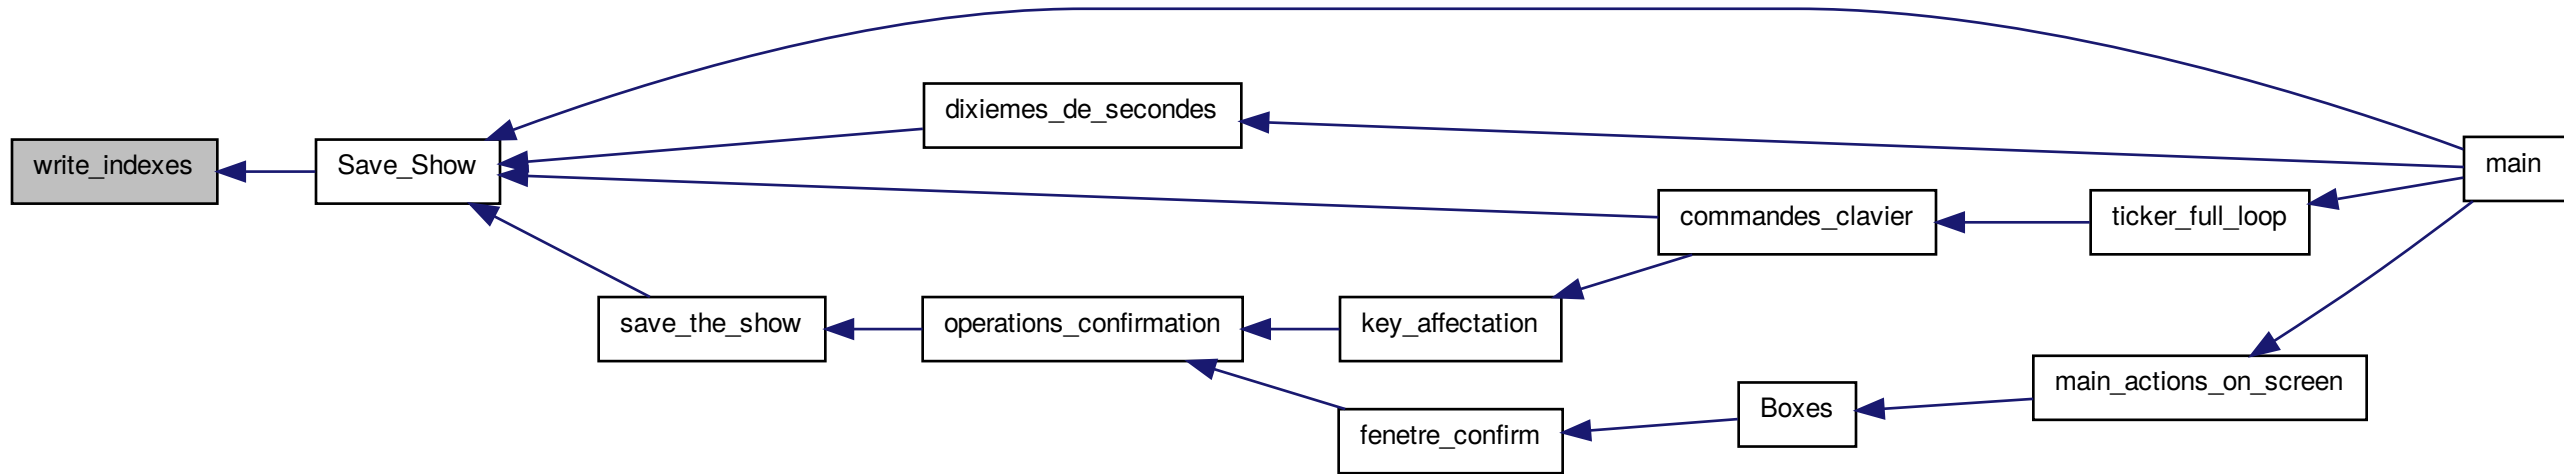 write_indexes
Save_Show
dixiemes_de_secondes
main
commandes_clavier
ticker_full_loop
save_the_show
operations_confirmation
key_affectation
main_actions_on_screen
Boxes
fenetre_confirm